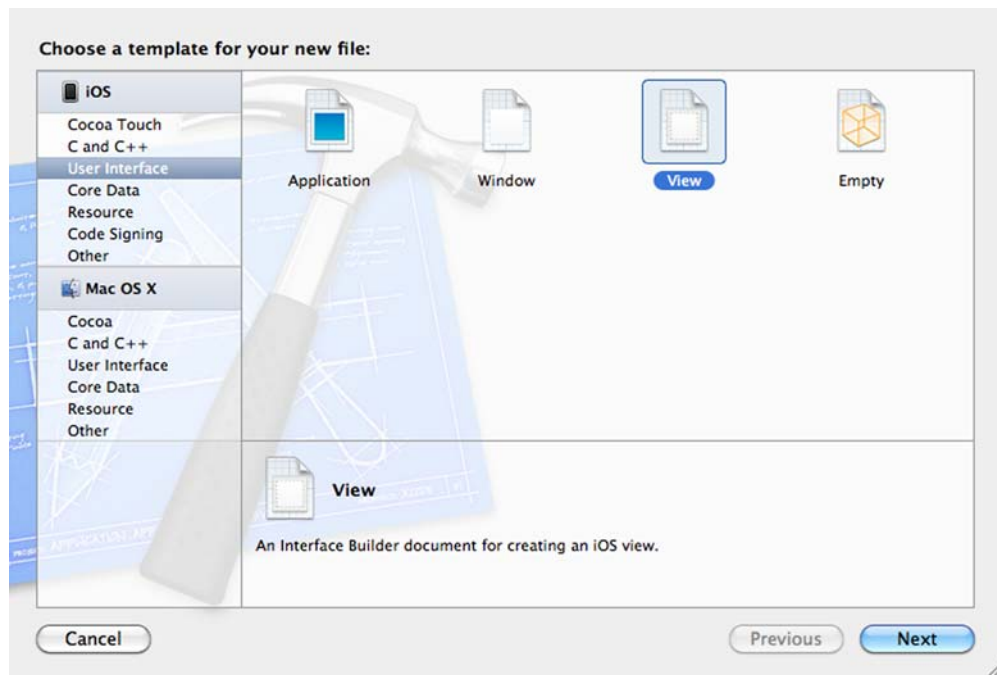 Choose a template for your new file:
iOS
Cocoa Touch
C and C++
User Interface
Core Data
Resource
Code Signing
Other
Mac OS X
Cocoa
C and C++
User Interface
Core Data
Resource
Other
Application
Window
View
Empty
View
An Interface Builder document for creating an iOS view.
Cancel
Previous
Next